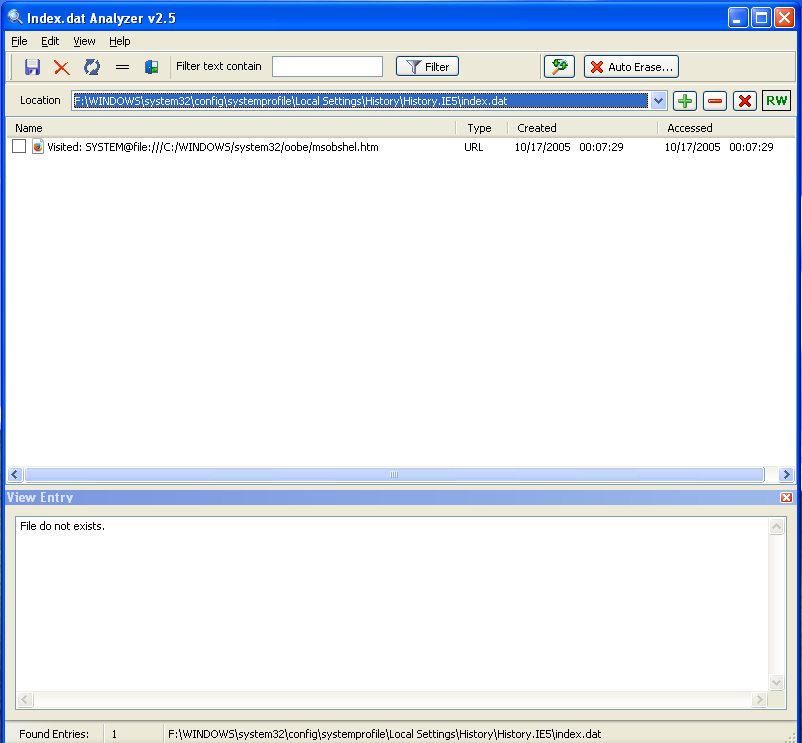 Index.dat Analyzer v2.5
File Edit View Help
Filter text contain Filter Auto Erase...
Location F:\WINDOWS\system32\config\systemprofile\Local Settings\History\History.IE5\index.dat RW
Name Type Created Accessed
Visited: SYSTEM@file:///C:/WINDOWS/system32/oobe/msobshel.htm URL 10/17/2005 00:07:29 10/17/2005 00:07:29
View Entry
File do not exists.
Found Entries: 1 F:\WINDOWS\system32\config\systemprofile\Local Settings\History\History.IE5\index.dat